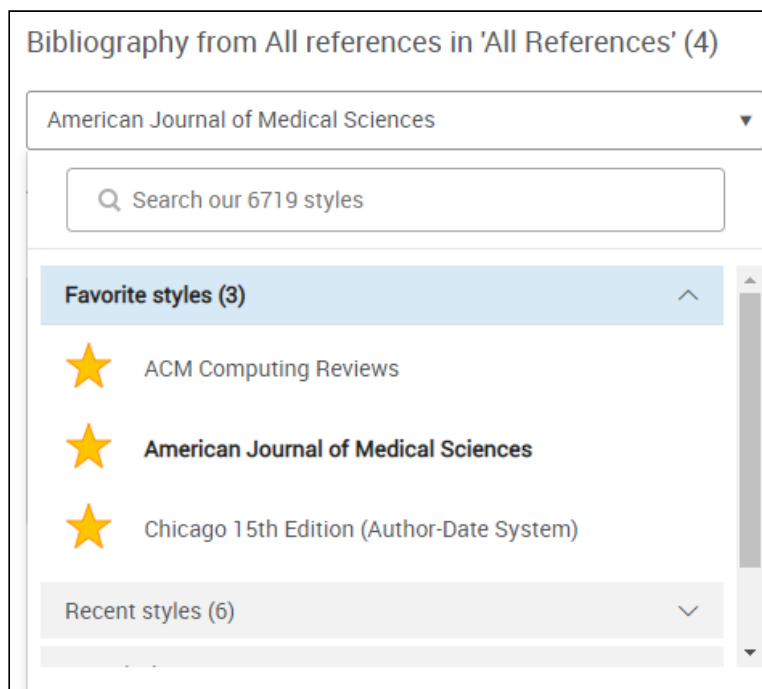 Bibliography from All references in 'All References' (4)
American Journal of Medical Sciences
Search our 6719 styles
Favorite styles (3)
ACM Computing Reviews
American Journal of Medical Sciences
Chicago 15th Edition (Author-Date System)
Recent styles (6)